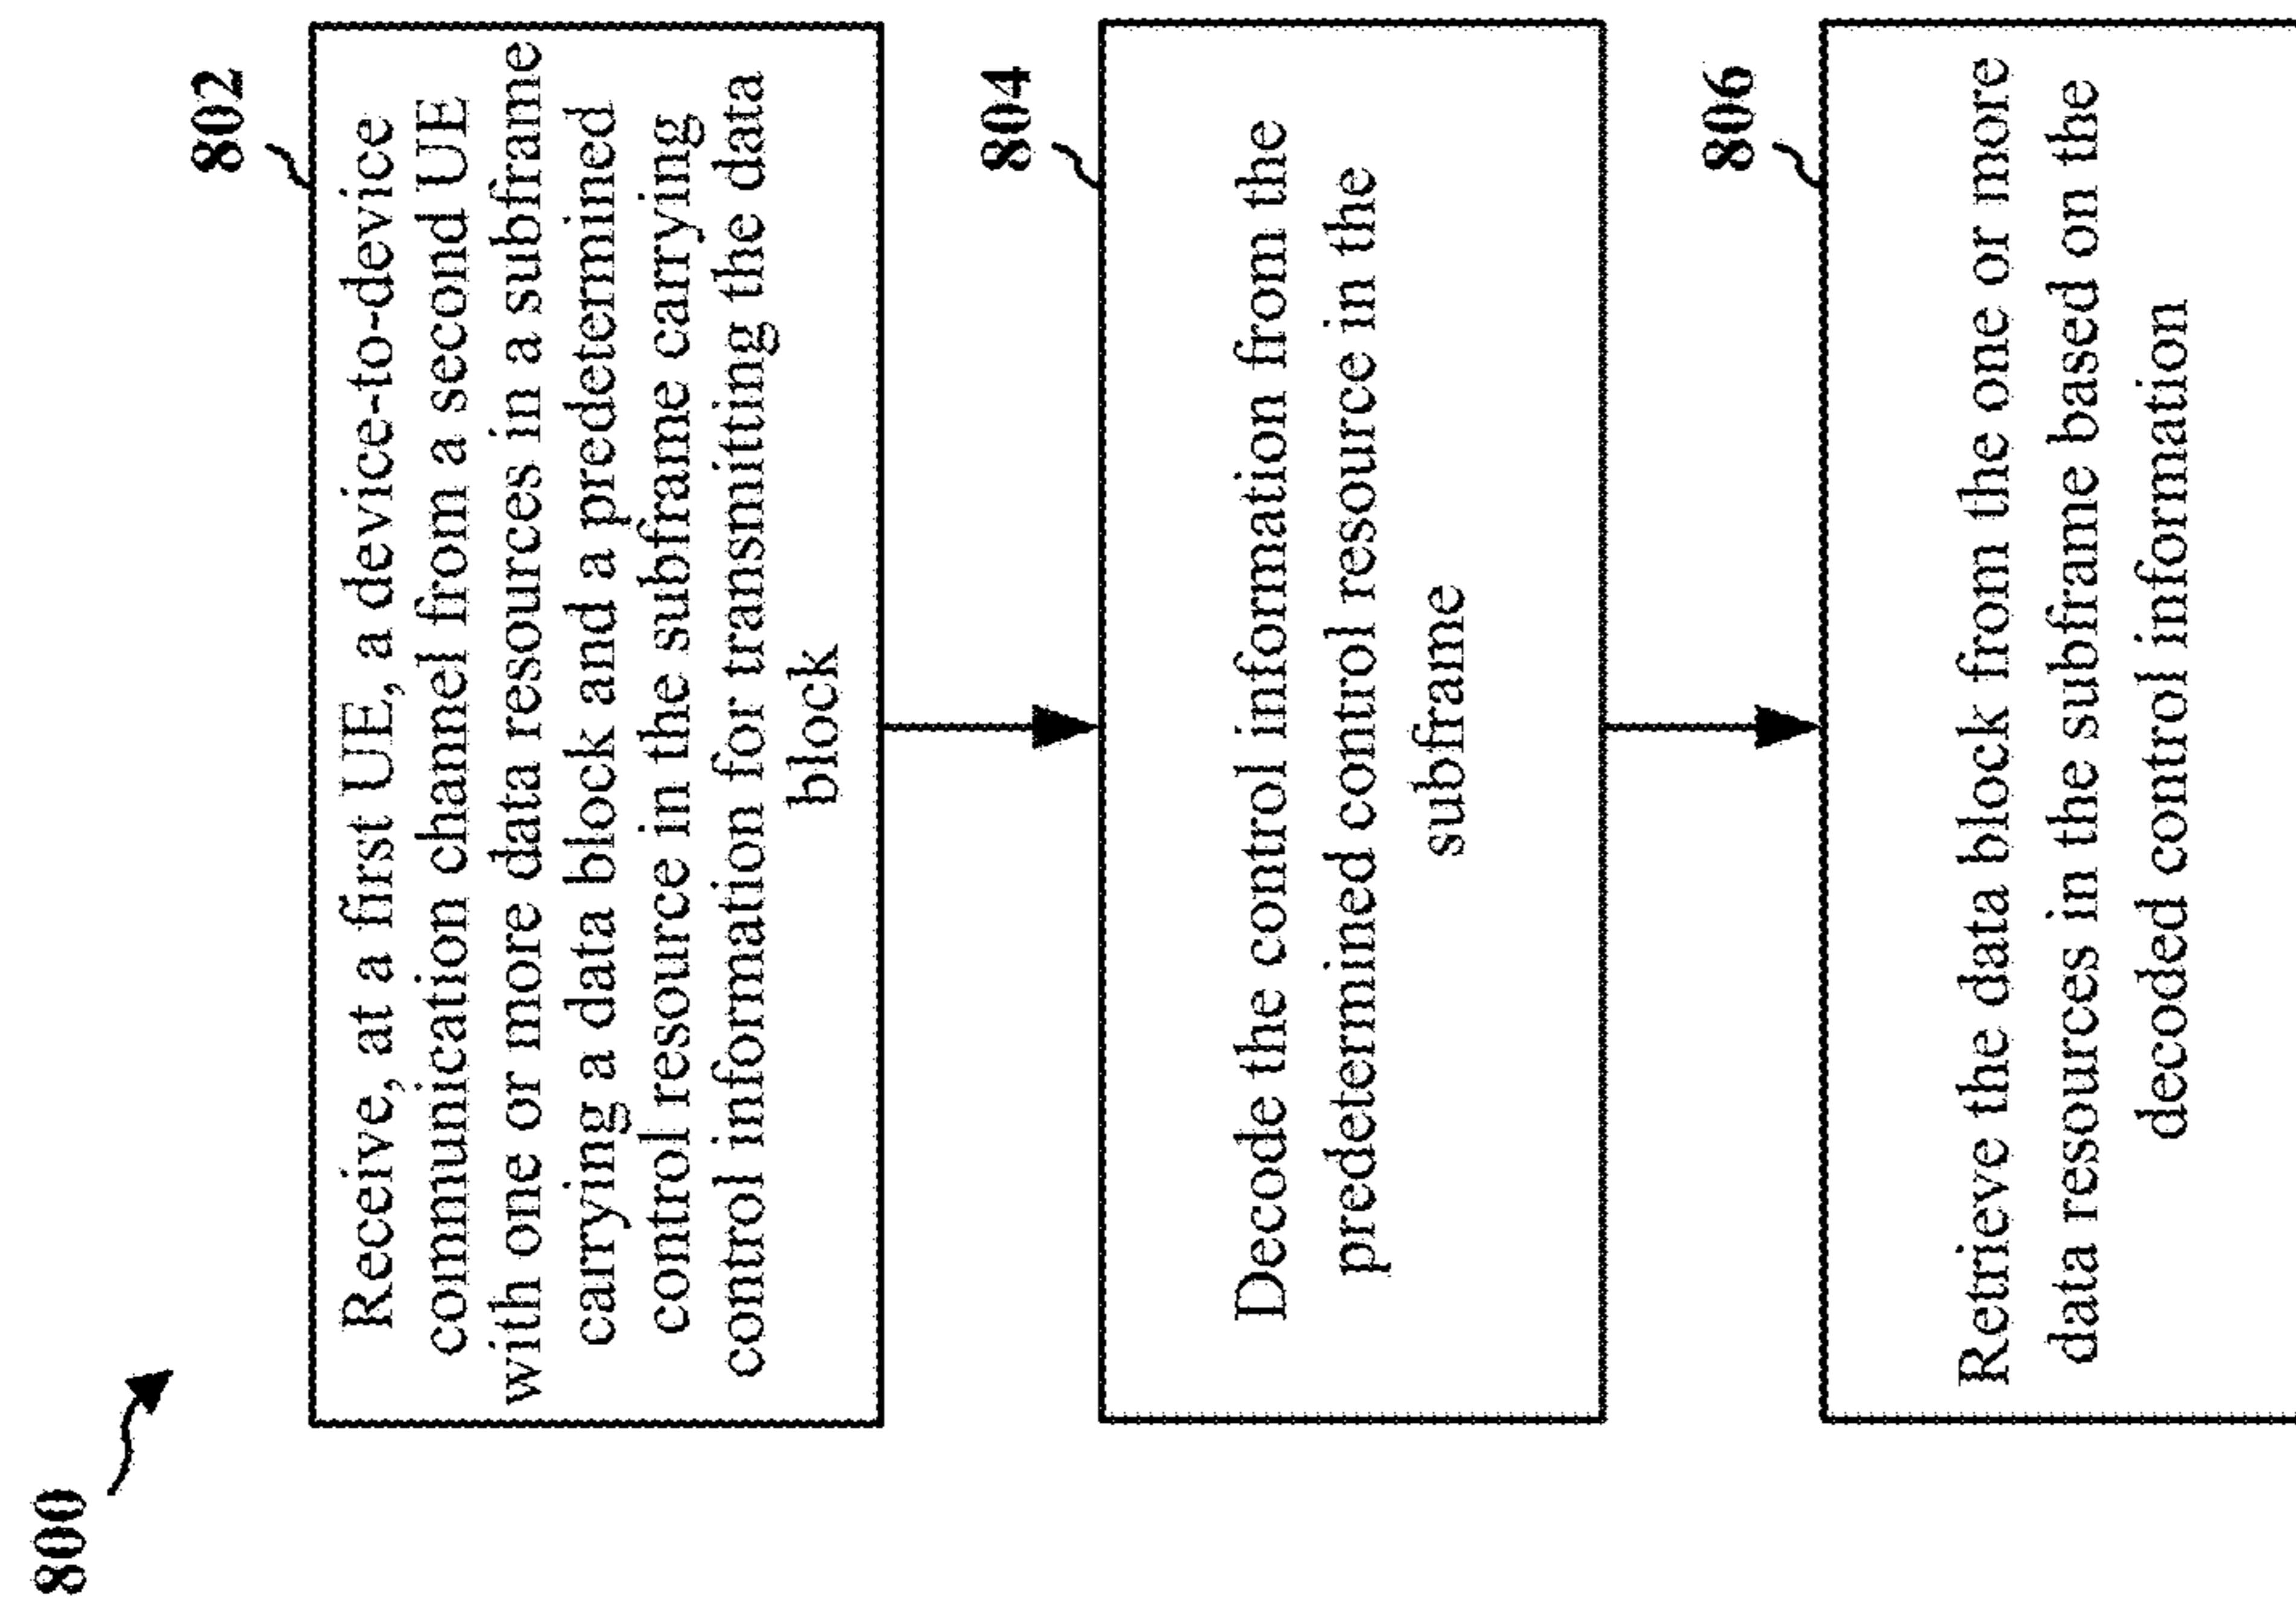 800
802
Receive, at a first UE, a device-to-device
communication channel from a second UE
with one or more data resources in a subframe
carrying a data block and a predetermined
control resource in the subframe carrying
control information for transmitting the data
block
804
Decode the control information from the
predetermined control resource in the
subframe
806
Retrieve the data block from the one or more
data resources in the subframe based on the
decoded control information